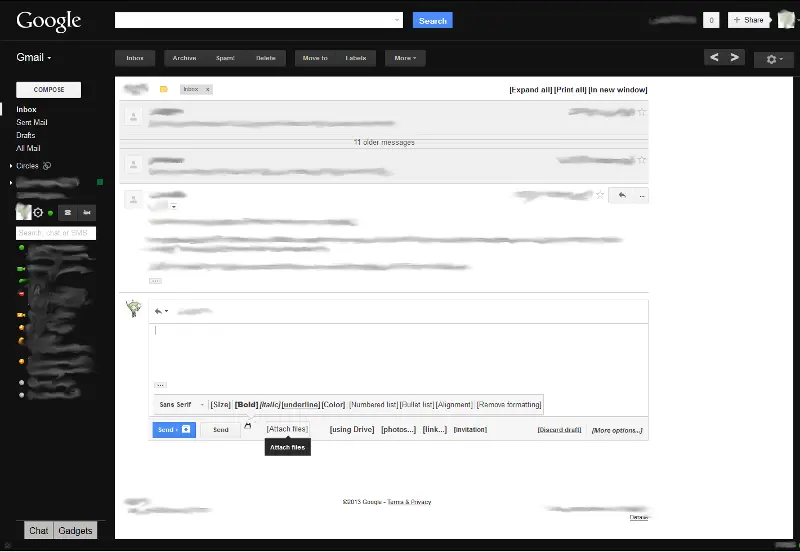 Google
Search
0
+ Share
Gmail
Inbox
Archive
Spam!
Delete
Move to
Labels
More
COMPOSE
Inbox
Sent Mail
Drafts
All Mail
Circles
Search, chat or SMS
Chat
Gadgets
Inbox x
[Expand all] [Print all] [In new window]
11 older messages
Sans Serif [Size] [Bold] [Italic] [underline] [Color] [Numbered list] [Bullet list] [Alignment] [Remove formatting]
Send + Send [Attach files] [using Drive] [photos...] [link...] [Invitation] [Discard draft] [More options...]
Attach files
©2013 Google - Terms & Privacy
Details